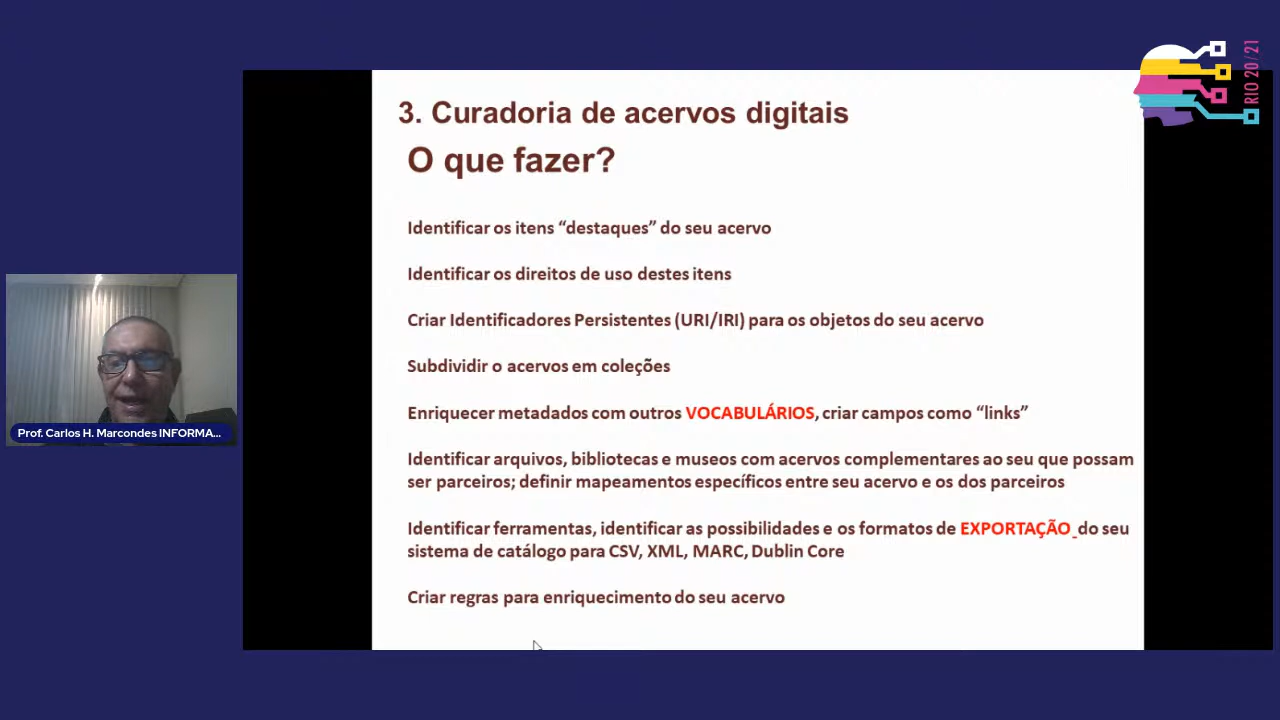 3. Curadoria de acervos digitais
O que fazer?
Identificar os itens “destaques” do seu acervo
Identificar os direitos de uso destes itens
Criar Identificadores Persistentes (URI/IRI) para os objetos do seu acervo
Subdividir o acervos em coleções
Enriquecer metadados com outros VOCABULÁRIOS, criar campos como “links”
Identificar arquivos, bibliotecas e museos com acervos complementares ao seu que possam
ser parceiros; definir mapeamentos específicos entre seu acervo e os dos parceiros
Identificar ferramentas, identificar as possibilidades e os formatos de EXPORTAÇÃO do seu
sistema de catálogo para CSV, XML, MARC, Dublin Core
Criar regras para enriquecimento do seu acervo
Prof. Carlos H. Marcondes INFORMA...
RIO 20/21